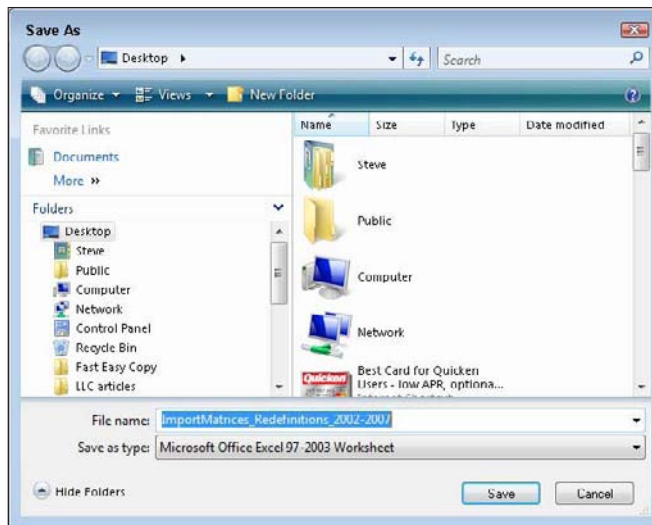 Save As
Desktop
Search
Organize Views New Folder
Favorite Links
Documents
More »
Folders
Desktop
Steve
Public
Computer
Network
Control Panel
Recycle Bin
Fast Easy Copy
LLC articles
Name Size Type Date modified
Steve
Public
Computer
Network
Quicken
Best Card for Quicken
Users - low APR, optiona...
Internet Shortcut
File name: ImportMatrices_Redefinitions_2002-2007
Save as type: Microsoft Office Excel 97-2003 Worksheet
Hide Folders
Save
Cancel